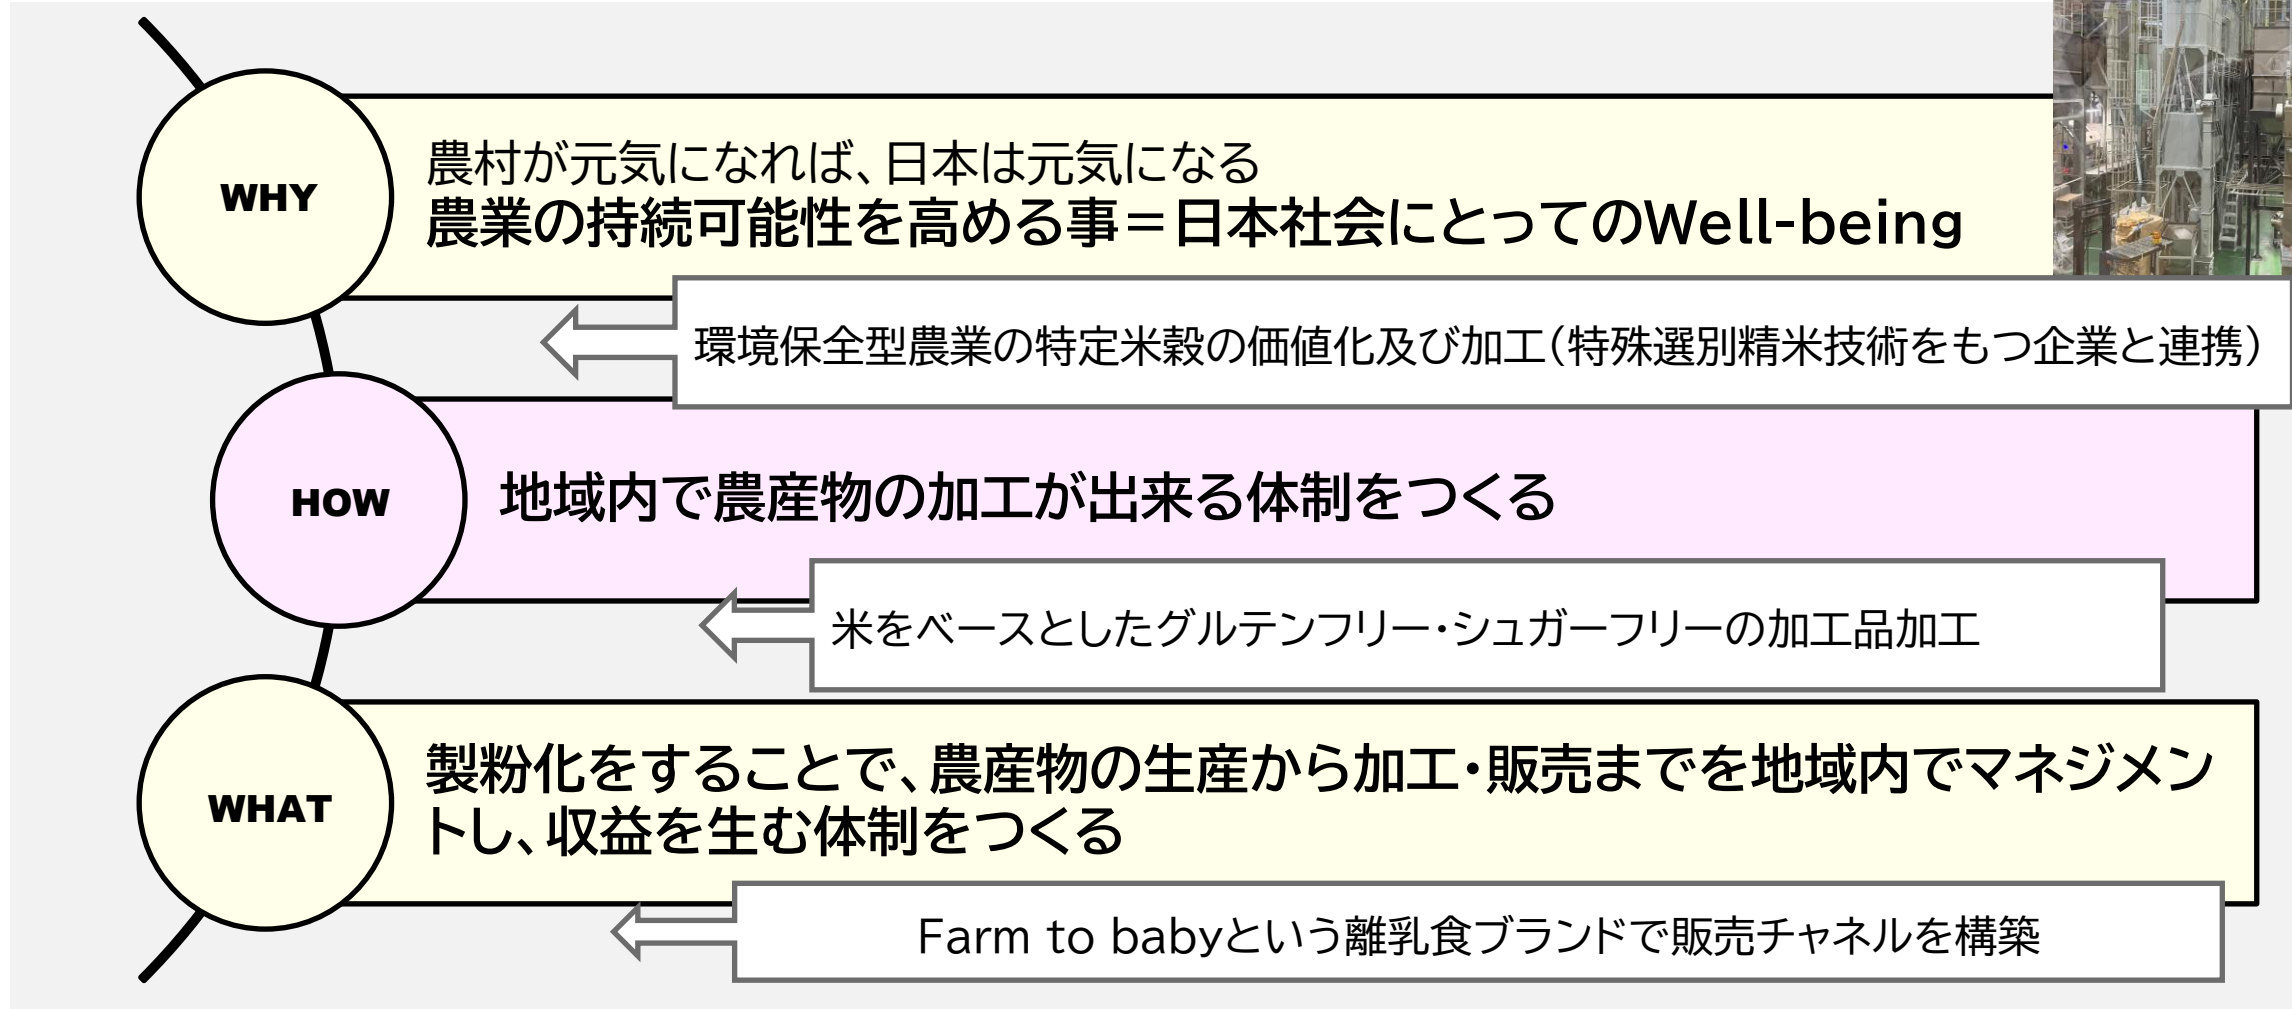 WHY
農村が元気になれば、日本は元気になる
農業の持続可能性を高める事＝日本社会にとってのWell-being
環境保全型農業の特定米穀の価値化及び加工（特殊選別精米技術をもつ企業と連携）
HOW
地域内で農産物の加工が出来る体制をつくる
米をベースとしたグルテンフリー・シュガーフリーの加工品加工
WHAT
製粉化をすることで、農産物の生産から加工・販売までを地域内でマネジメン
トし、収益を生む体制をつくる
Farm to babyという離乳食ブランドで販売チャネルを構築